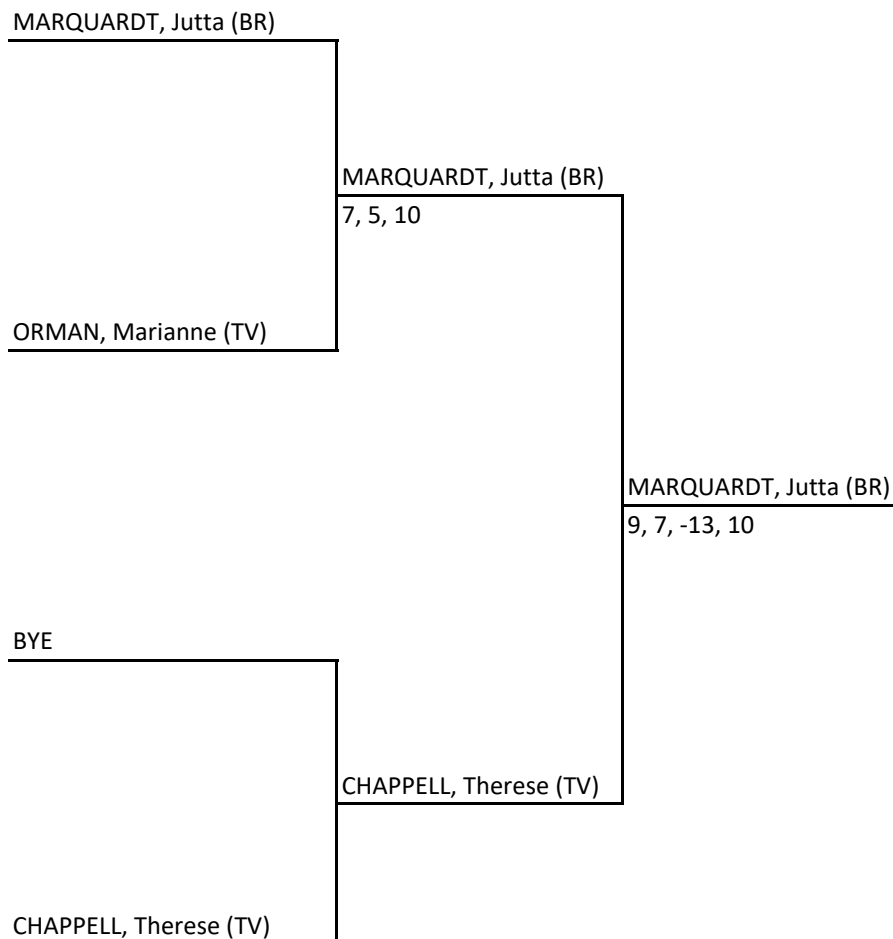 MARQUARDT, Jutta (BR)
MARQUARDT, Jutta (BR)
7, 5, 10
ORMAN, Marianne (TV)
MARQUARDT, Jutta (BR)
9, 7, -13, 10
BYE
CHAPPELL, Therese (TV)
CHAPPELL, Therese (TV)